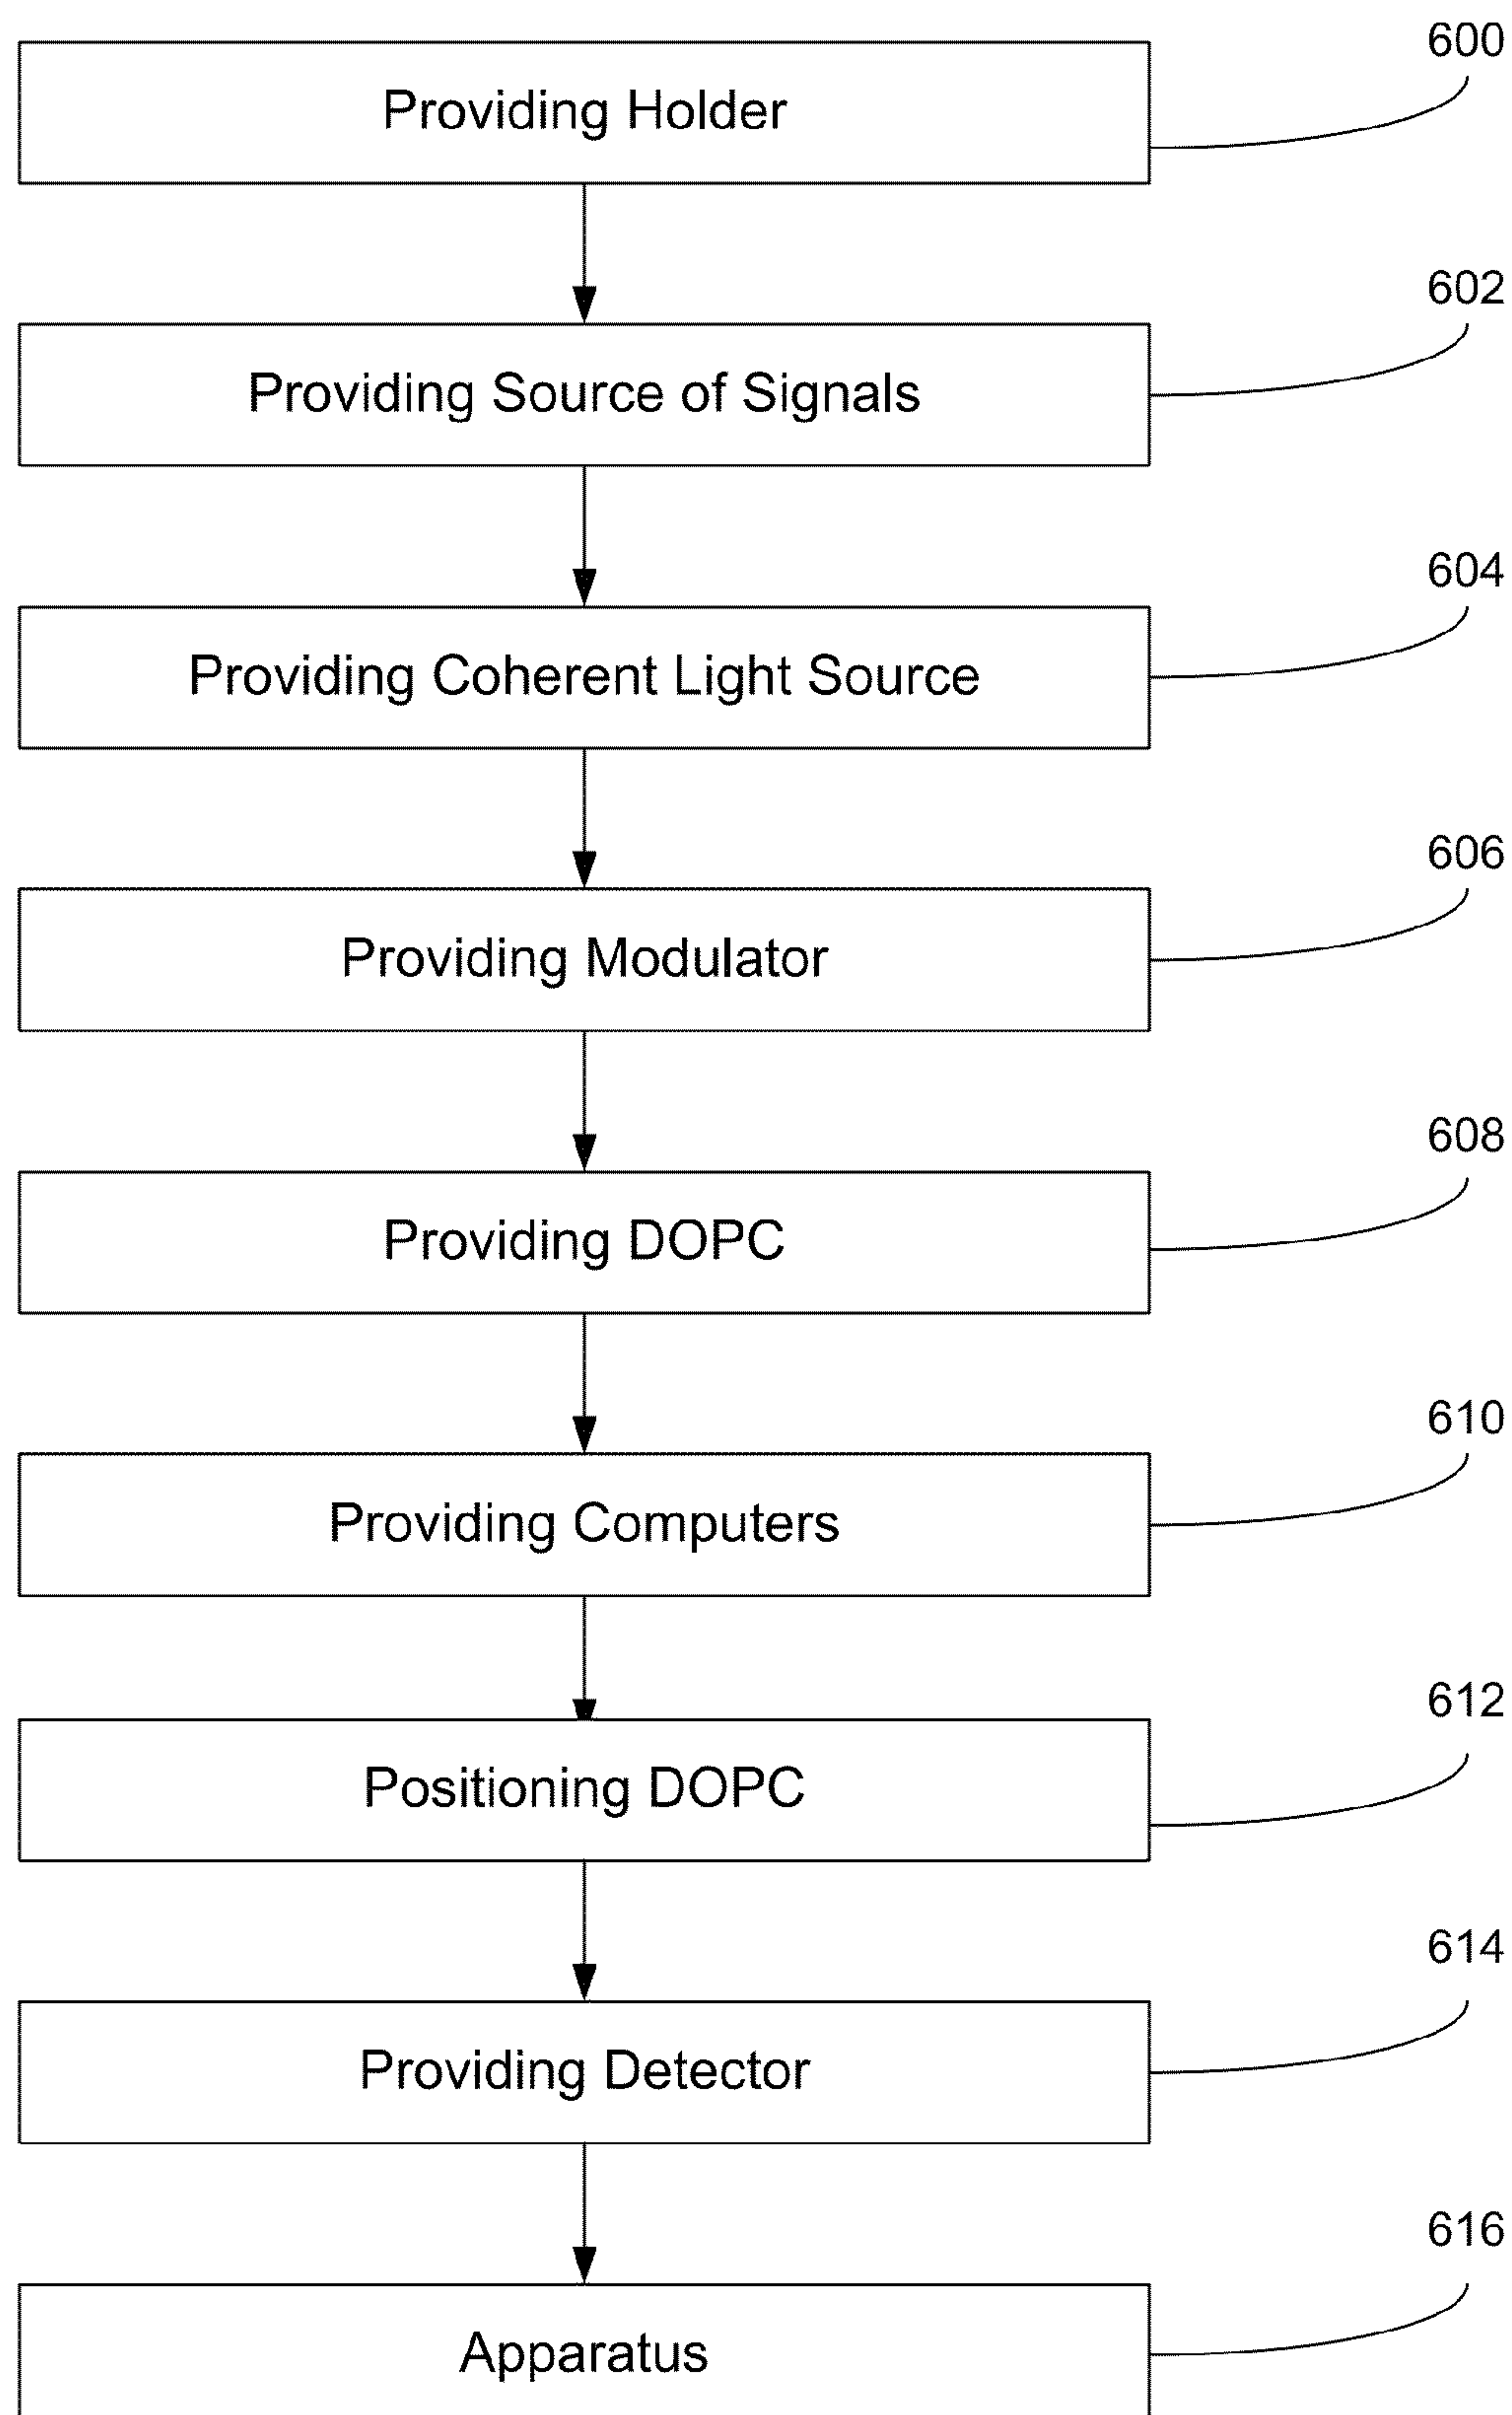 600
Providing Holder
602
Providing Source of Signals
604
Providing Coherent Light Source
606
Providing Modulator
608
Providing DOPC
610
Providing Computers
612
Positioning DOPC
614
Providing Detector
616
Apparatus